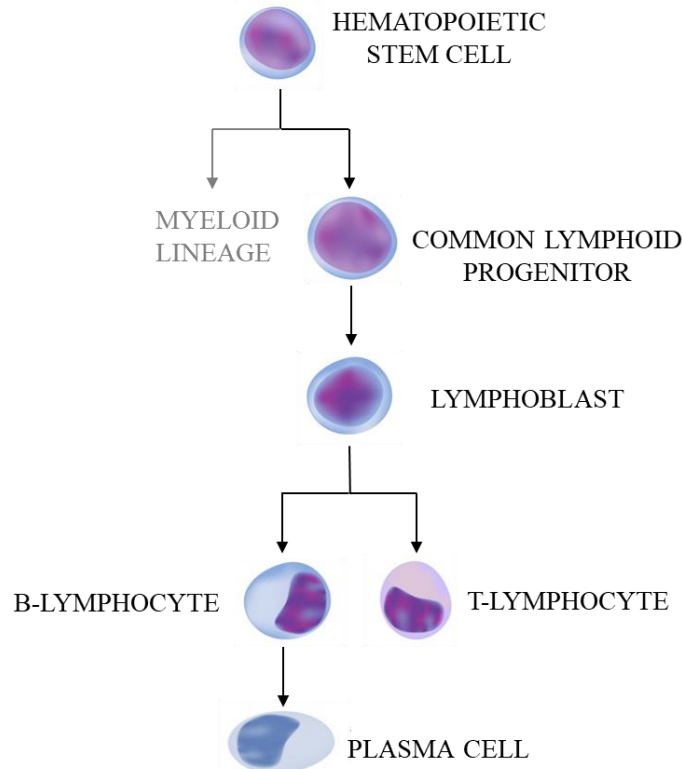 HEMATOPOIETIC
STEM CELL
MYELOID
LINEAGE
COMMON LYMPHOID
PROGENITOR
LYMPHOBLAST
B-LYMPHOCYTE
T-LYMPHOCYTE
PLASMA CELL